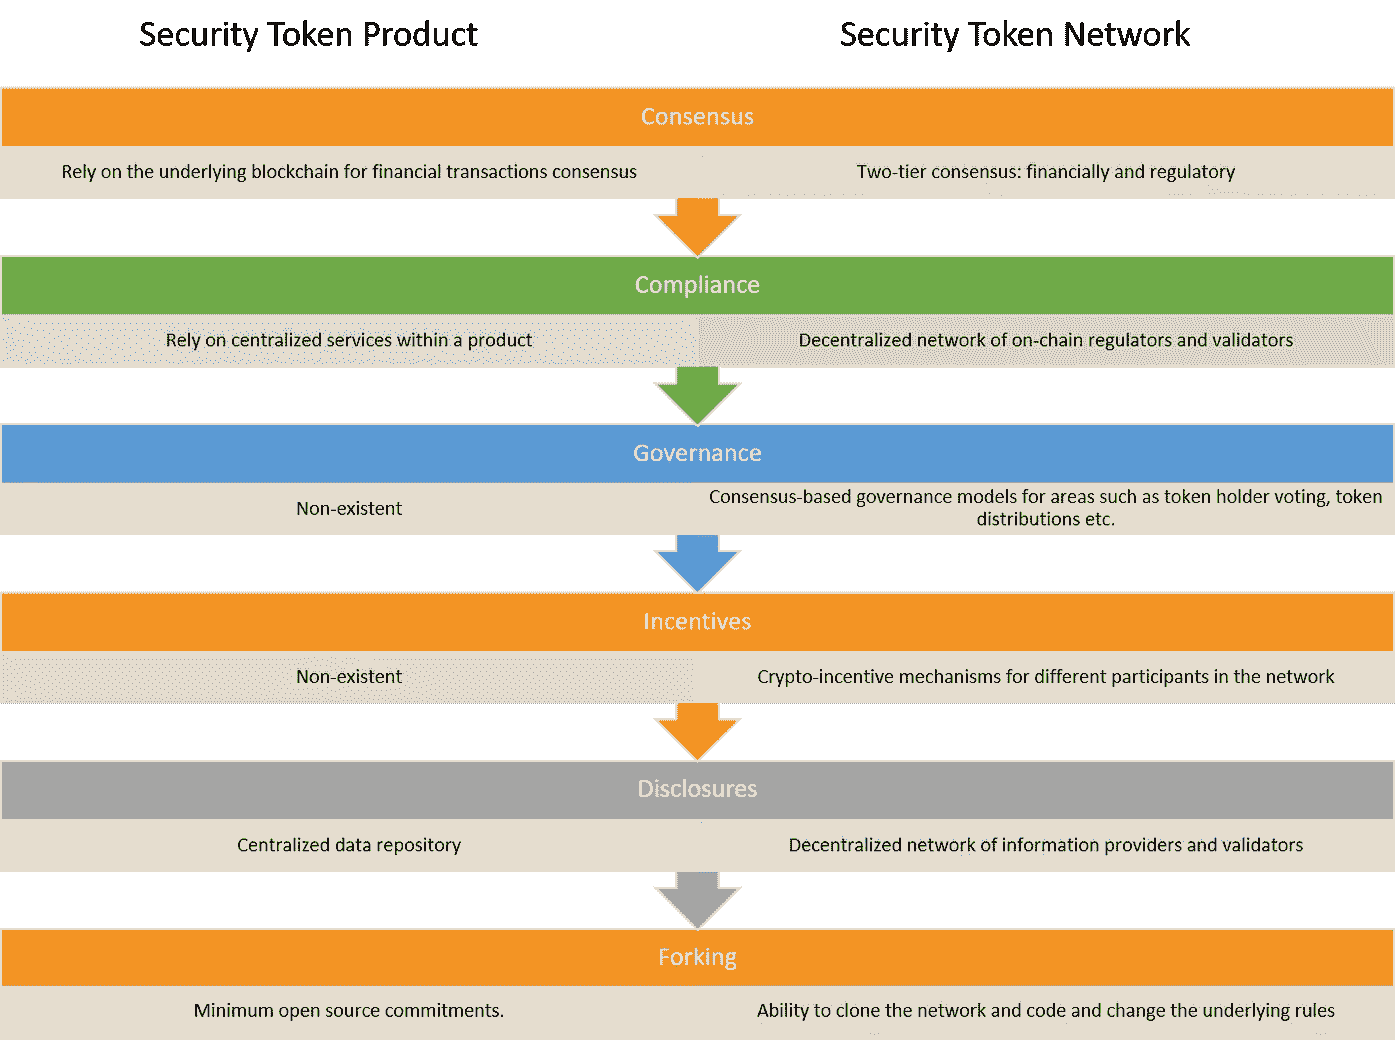 Security Token Product
Security Token Network
Consensus
Rely on the underlying blockchain for financial transactions consensus
Two-tier consensus: financially and regulatory
Compliance
Rely on centralized services within a product
Decentralized network of on-chain regulators and validators
Governance
Non-existent
Consensus-based governance models for areas such as token holder voting, token
distributions etc.
Incentives
Non-existent
Crypto-incentive mechanisms for different participants in the network
Disclosures
Centralized data repository
Decentralized network of information providers and validators
Forking
Minimum open source commitments.
Ability to clone the network and code and change the underlying rules